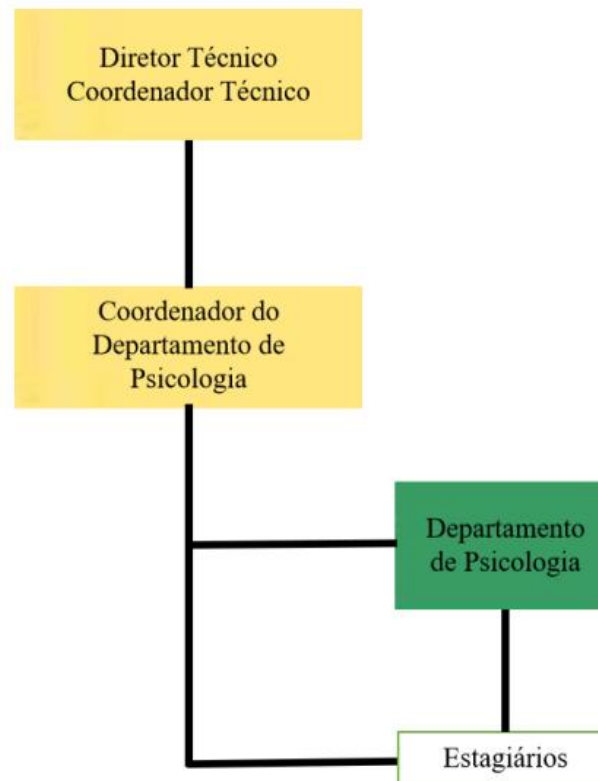 Diretor Técnico
Coordenador Técnico
Coordenador do
Departamento de
Psicologia
Departamento
de Psicologia
Estagiários